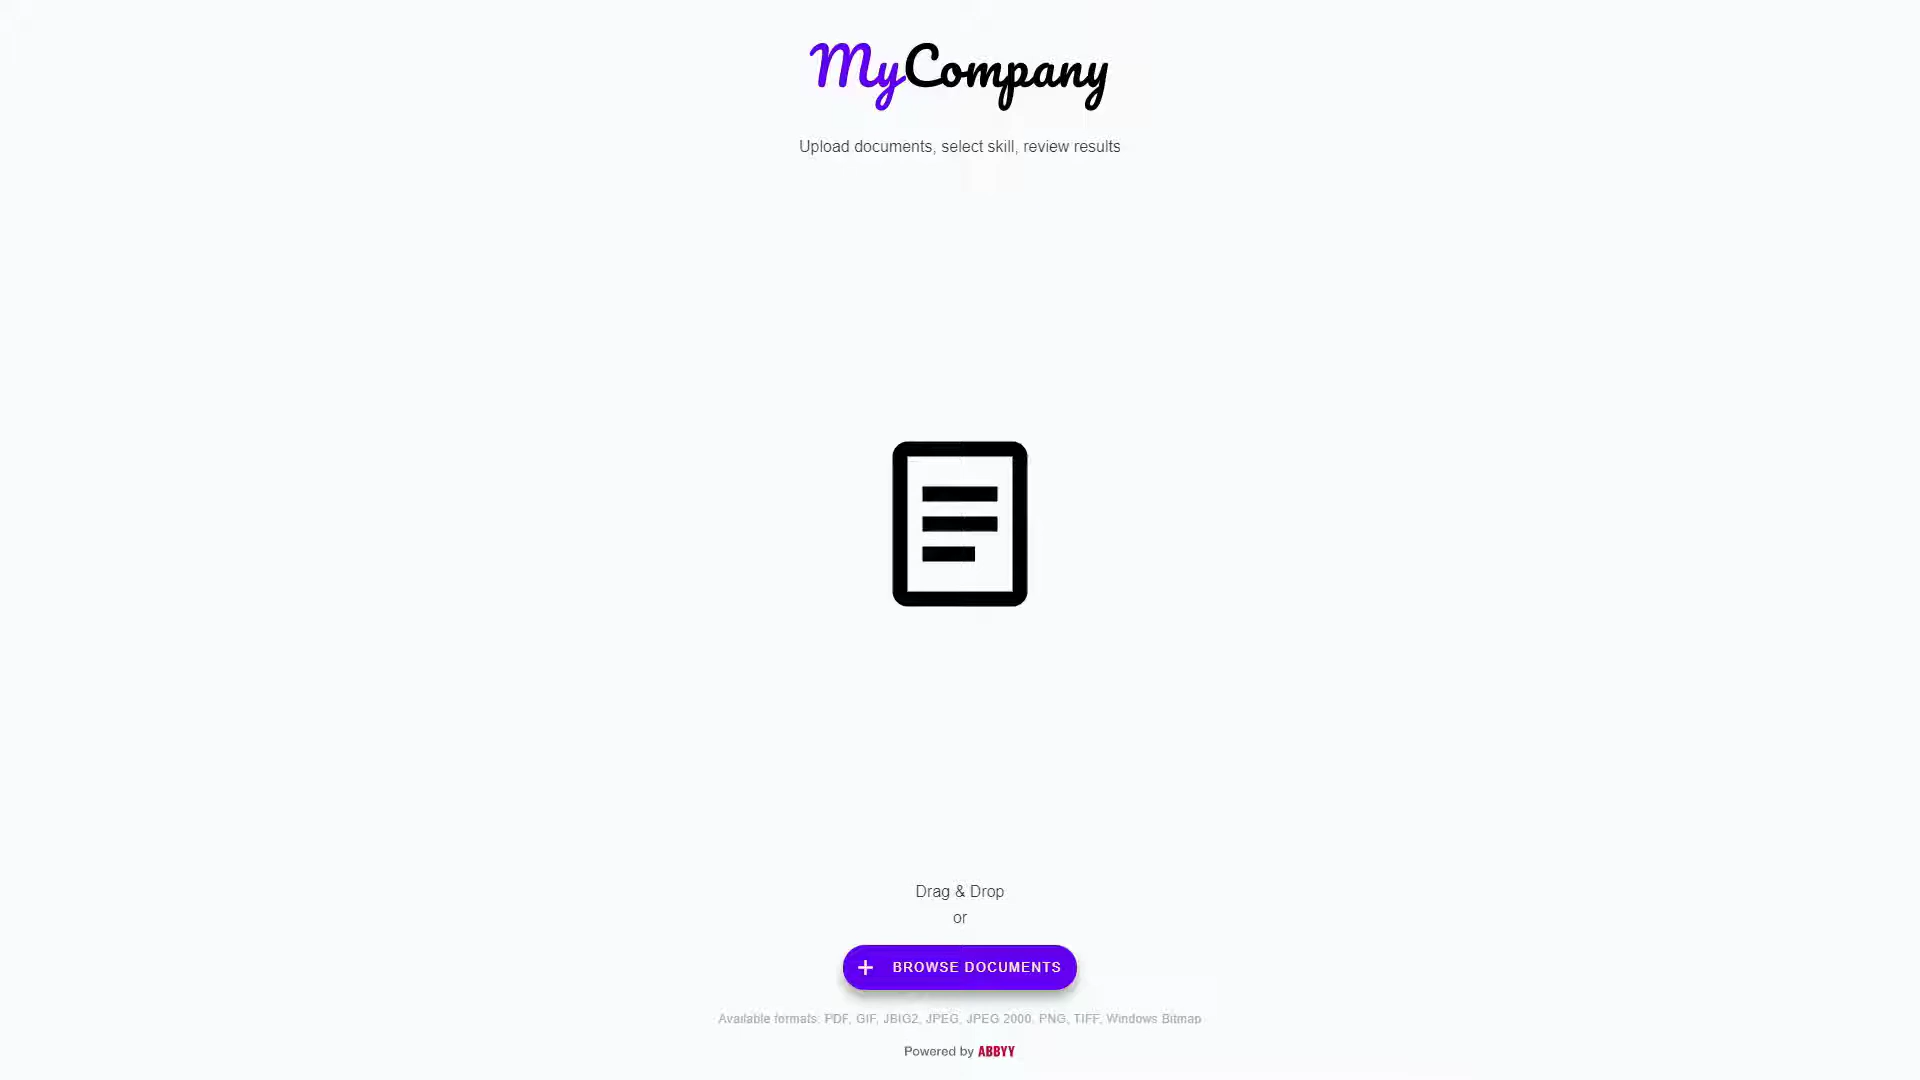 MyCompany
Upload documents, select skill, review results
Drag & Drop
or
BROWSE DOCUMENTS
Available formats: PDF, GIF, JBIG2, JPEG, JPEG 2000, PNG, TIFF, Windows Bitmap
Powered by ABBYY